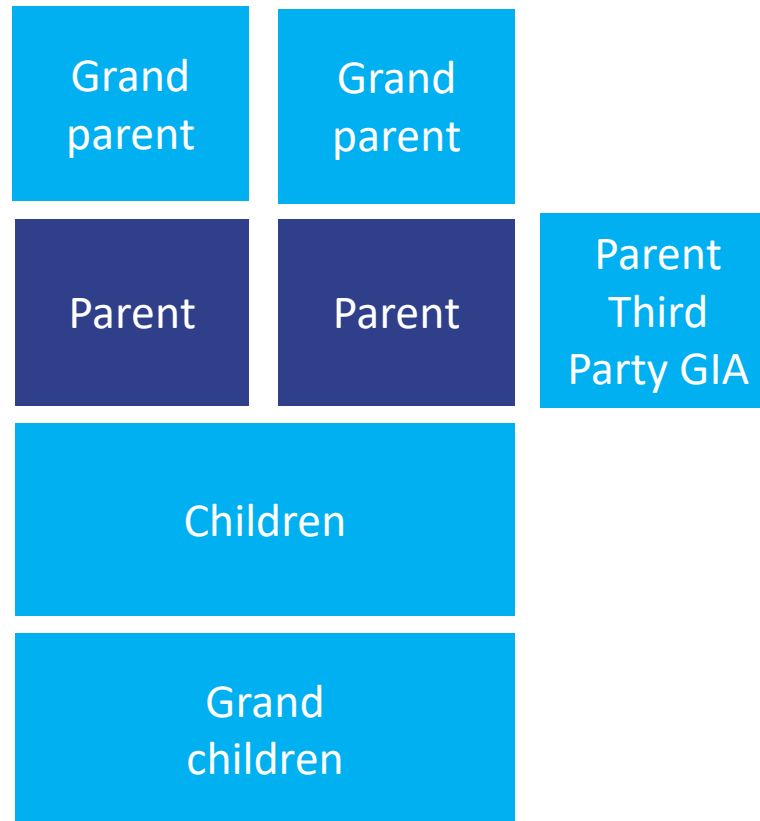 Grand
parent
Grand
parent
Parent
Parent
Parent
Third
Party GIA
Children
Grand
children